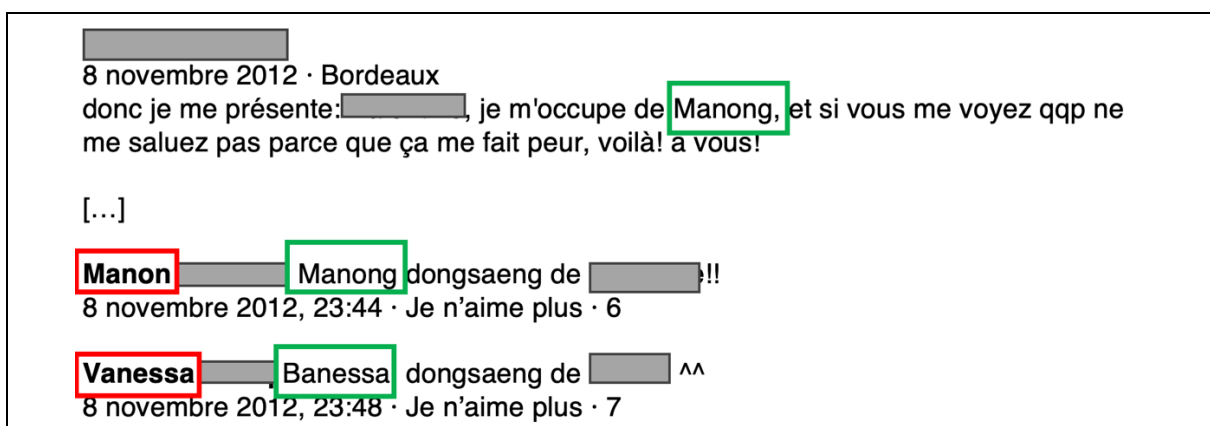 8 novembre 2012 · Bordeaux
donc je me présente: , je m'occupe de Manong, et si vous me voyez qqp ne
me saluez pas parce que ça me fait peur, voilà! a vous!
[…]
Manon Manong dongsaeng de !!
8 novembre 2012, 23:44 · Je n’aime plus · 6
Vanessa Banessa dongsaeng de ^^
8 novembre 2012, 23:48 · Je n’aime plus · 7